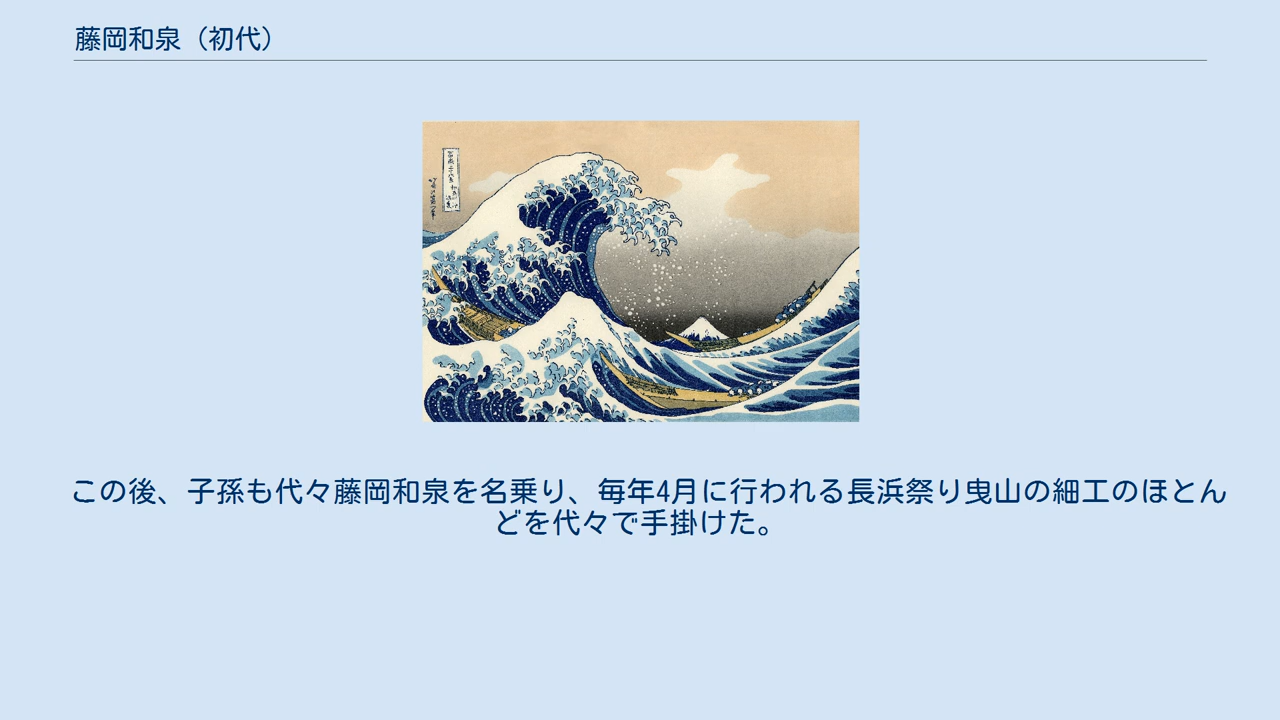 藤岡和泉（初代）
この後、子孫も代々藤岡和泉を名乗り、毎年4月に行われる長浜祭り曳山の細工のほとん
どを代々で手掛けた。